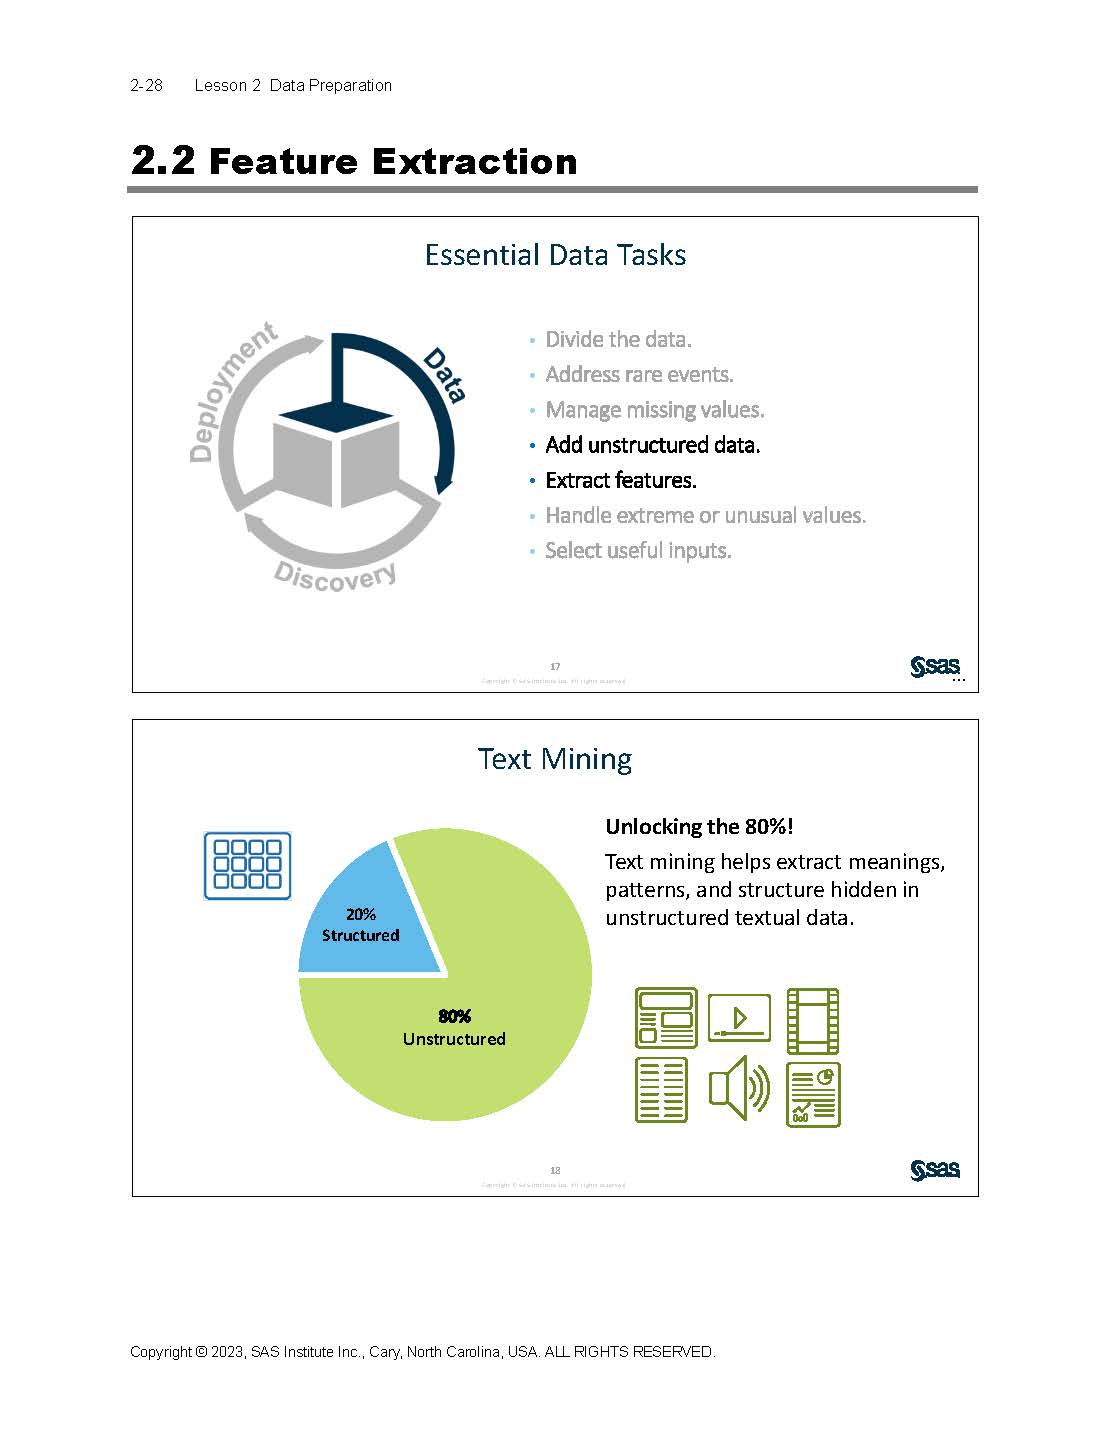 2-28 Lesson 2 Data Preparation
2.2 Feature Extraction
Essential Data Tasks
Deployment
Data
Discovery
• Divide the data.
• Address rare events.
• Manage missing values.
• Add unstructured data.
• Extract features.
• Handle extreme or unusual values.
• Select useful inputs.
17
Copyright © SAS Institute Inc. All rights reserved.
sas
...
Text Mining
20%
Structured
80%
Unstructured
Unlocking the 80%!
Text mining helps extract meanings,
patterns, and structure hidden in
unstructured textual data.
18
Copyright © SAS Institute Inc. All rights reserved.
sas
Copyright © 2023, SAS Institute Inc., Cary, North Carolina, USA. ALL RIGHTS RESERVED.